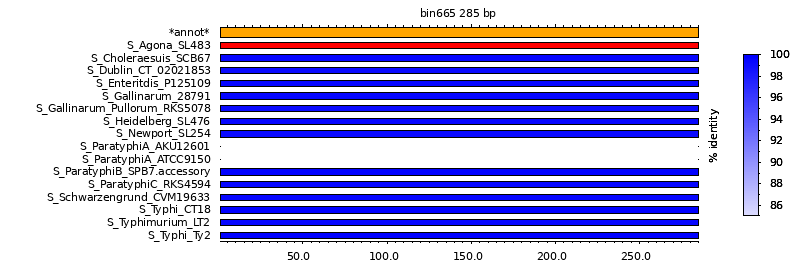 bin665 285 bp
*annot*
S_Agona_SL483
S_Choleraesuis_SCB67
S_Dublin_CT_02021853
S_Enteritdis_P125109
S_Gallinarum_28791
S_Gallinarum_Pullorum_RKS5078
S_Heidelberg_SL476
S_Newport_SL254
S_ParatyphiA_AKU12601
S_ParatyphiA_ATCC9150
S_ParatyphiB_SPB7.accessory
S_ParatyphiC_RKS4594
S_Schwarzengrund_CVM19633
S_Typhi_CT18
S_Typhimurium_LT2
S_Typhi_Ty2
50.0 100.0 150.0 200.0 250.0
% identity
100
98
96
94
92
90
88
86